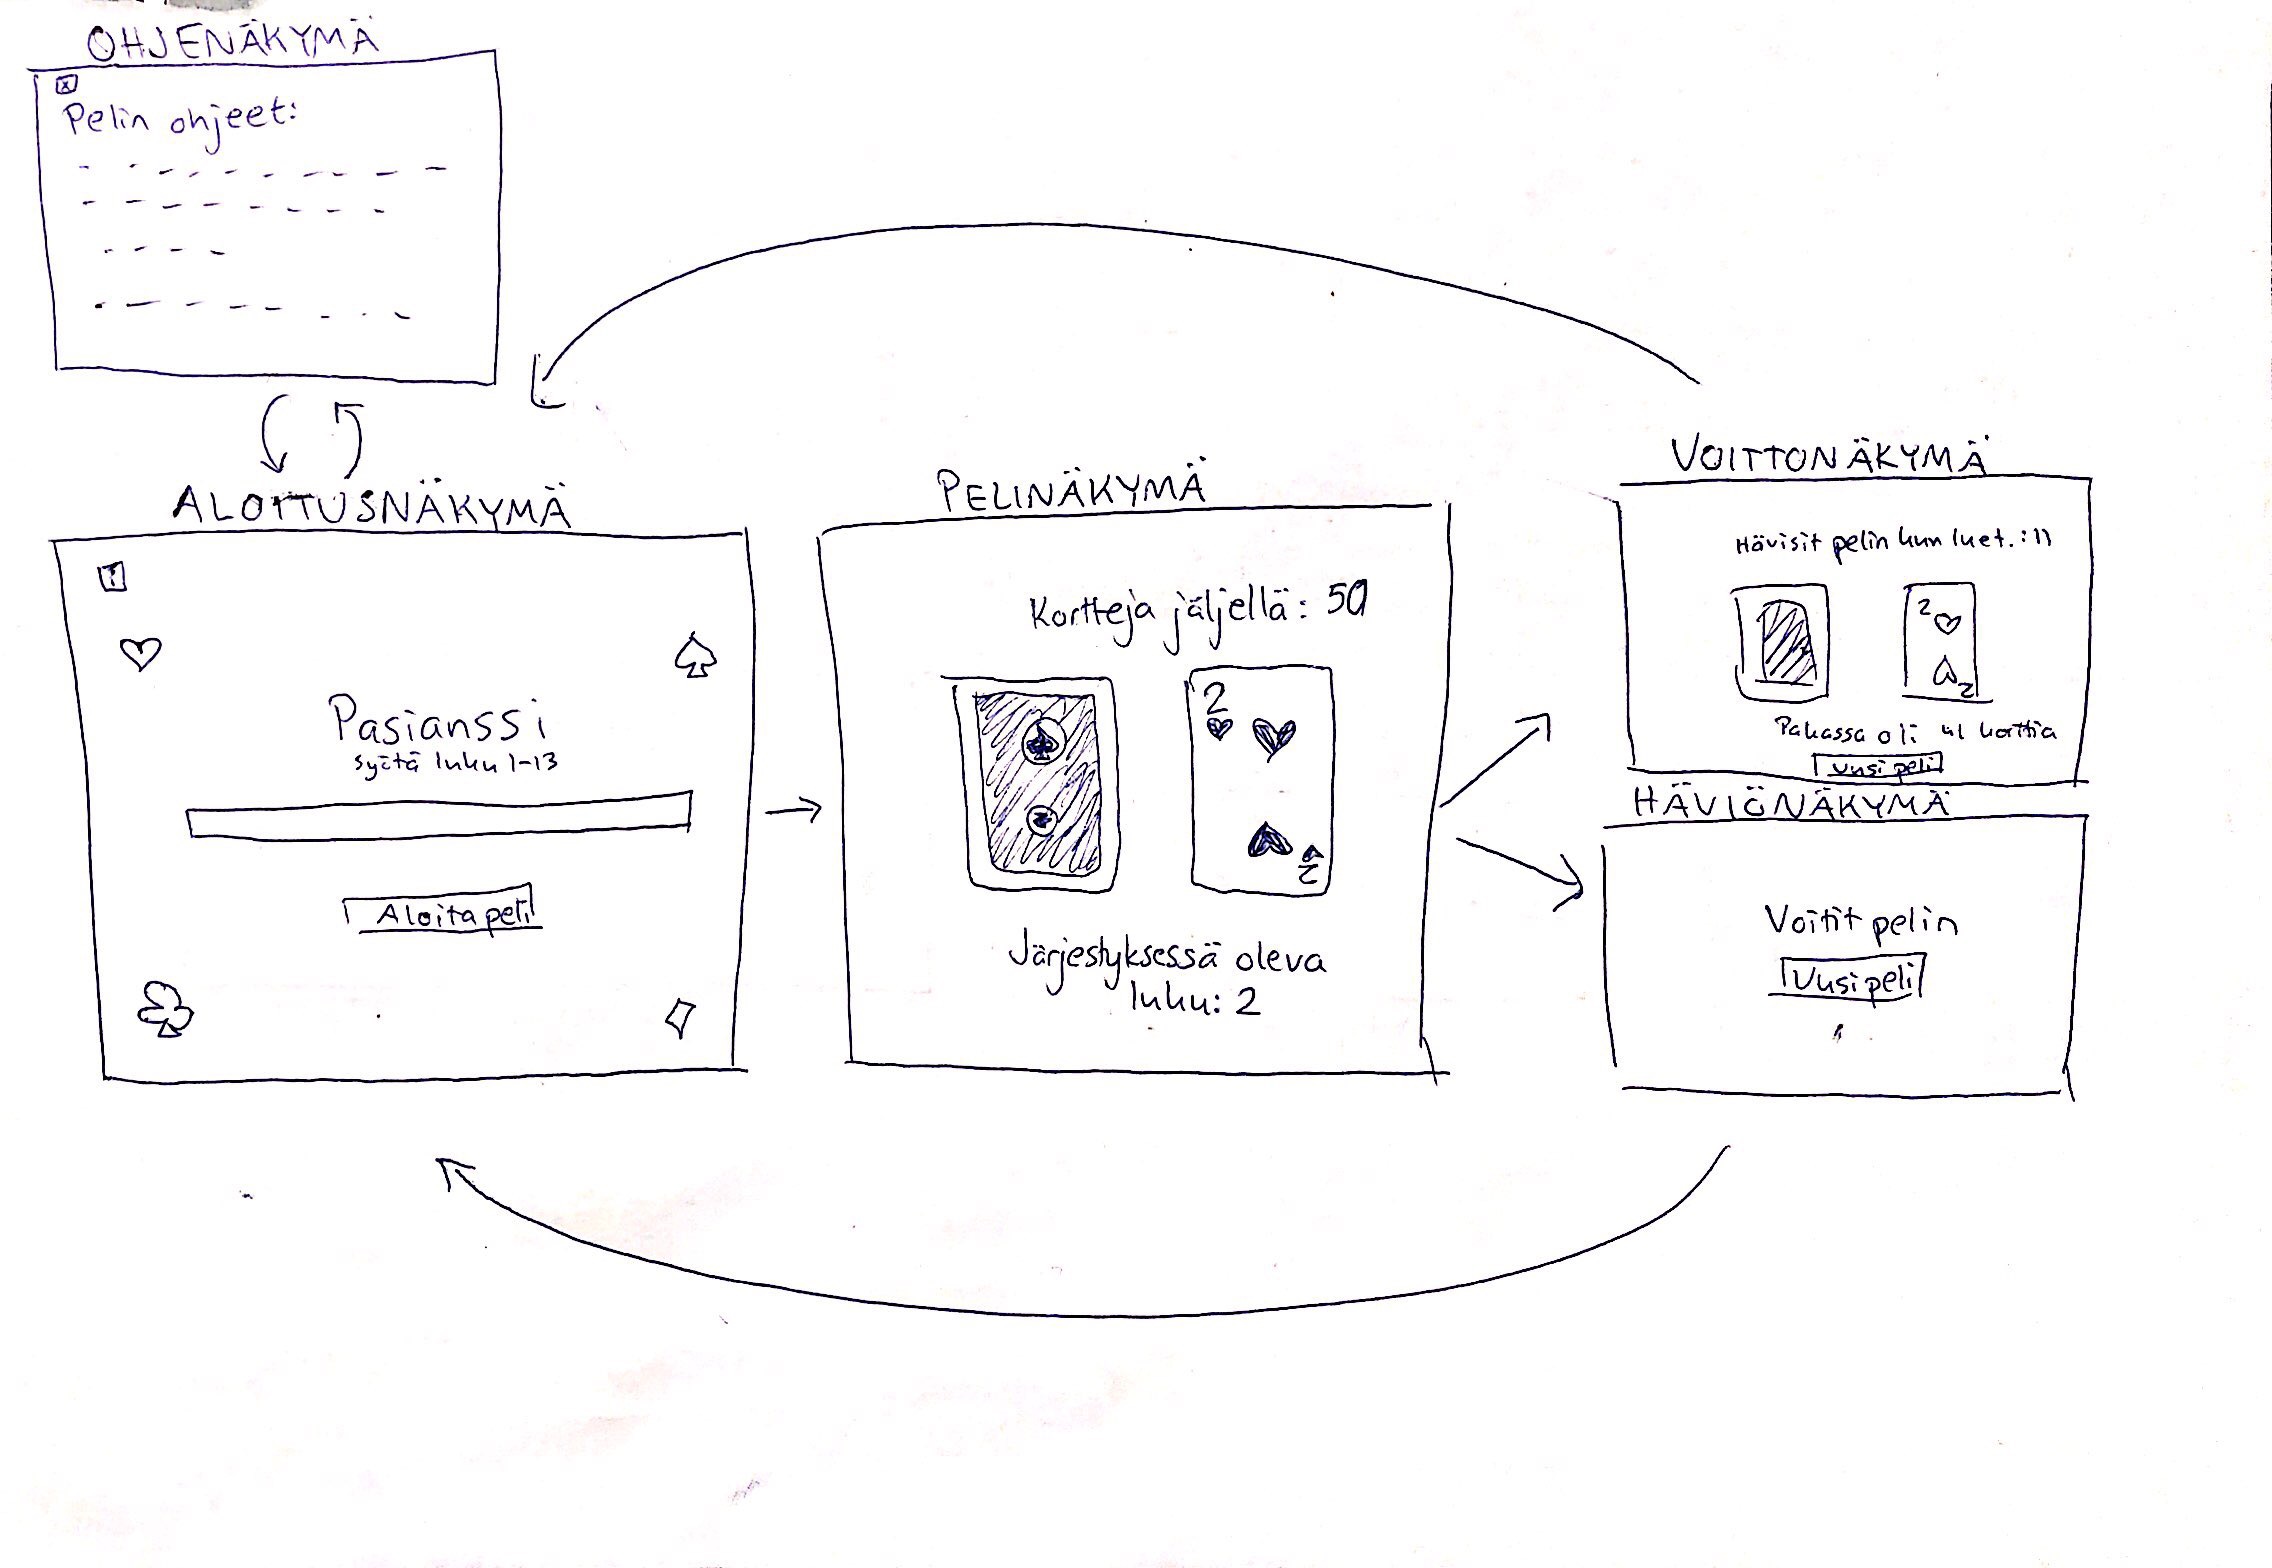 OHJENÄKYMÄ
x
Pelin ohjeet:
ALOITUSNÄKYMÄ
Pasianssi
syötä luku 1-13
Aloita peli
PELINÄKYMÄ
Kortteja jäljellä: 50
2
2
Järjestyksessä oleva
luku: 2
VOITTONÄKYMÄ
Hävisit pelin kun luet. :11
2
2
Pakassa oli 41 korttia
Uusi peli
HÄVIÖNÄKYMÄ
Voitit pelin
Uusi peli